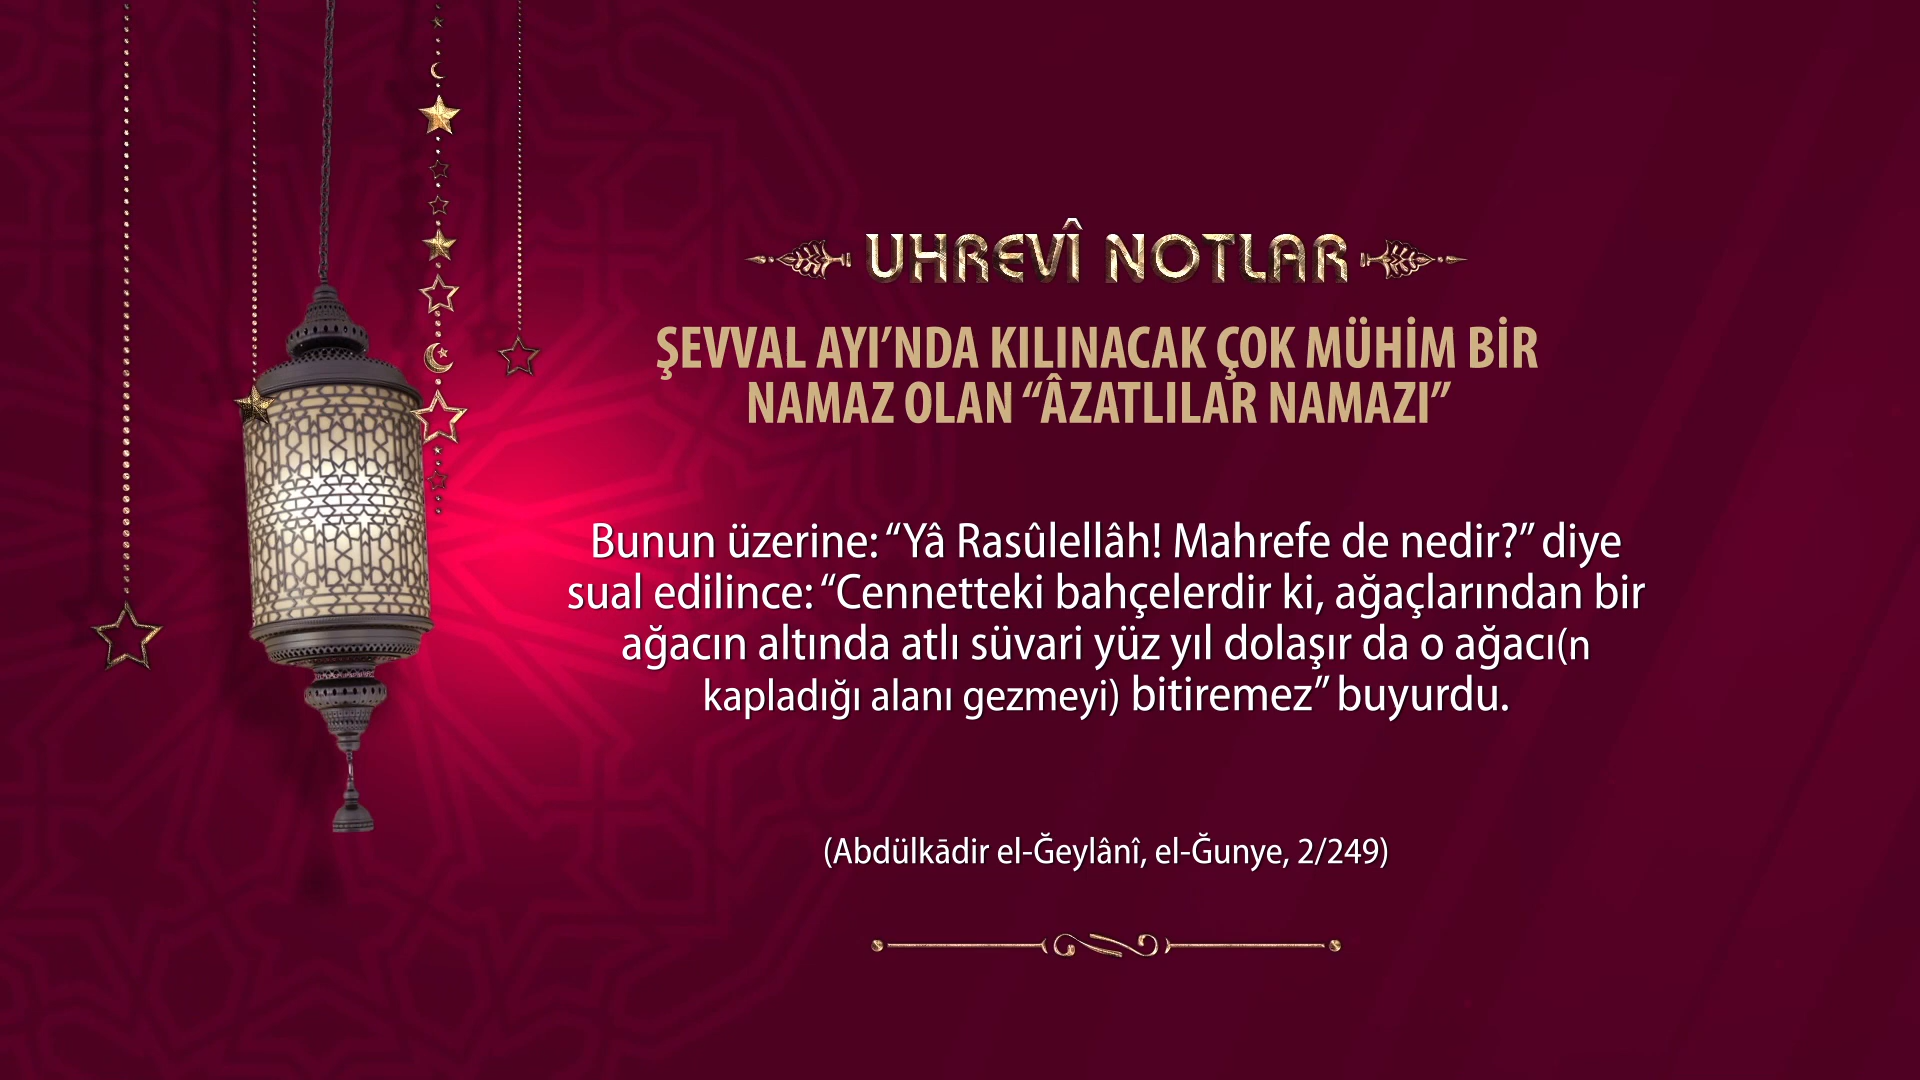 UHREVÎ NOTLAR
ŞEVVAL AYI’NDA KILINACAK ÇOK MÜHİM BİR
NAMAZ OLAN “ÂZATLILAR NAMAZI”
Bunun üzerine: “Yâ Rasûlellâh! Mahrefe de nedir?” diye
sual edilince: “Cennetteki bahçelerdir ki, ağaçlarından bir
ağacın altında atlı süvari yüz yıl dolaşır da o ağacı(n
kapladığı alanı gezmeyi) bitiremez” buyurdu.
(Abdülkādir el-Ğeylânî, el-Ğunye, 2/249)